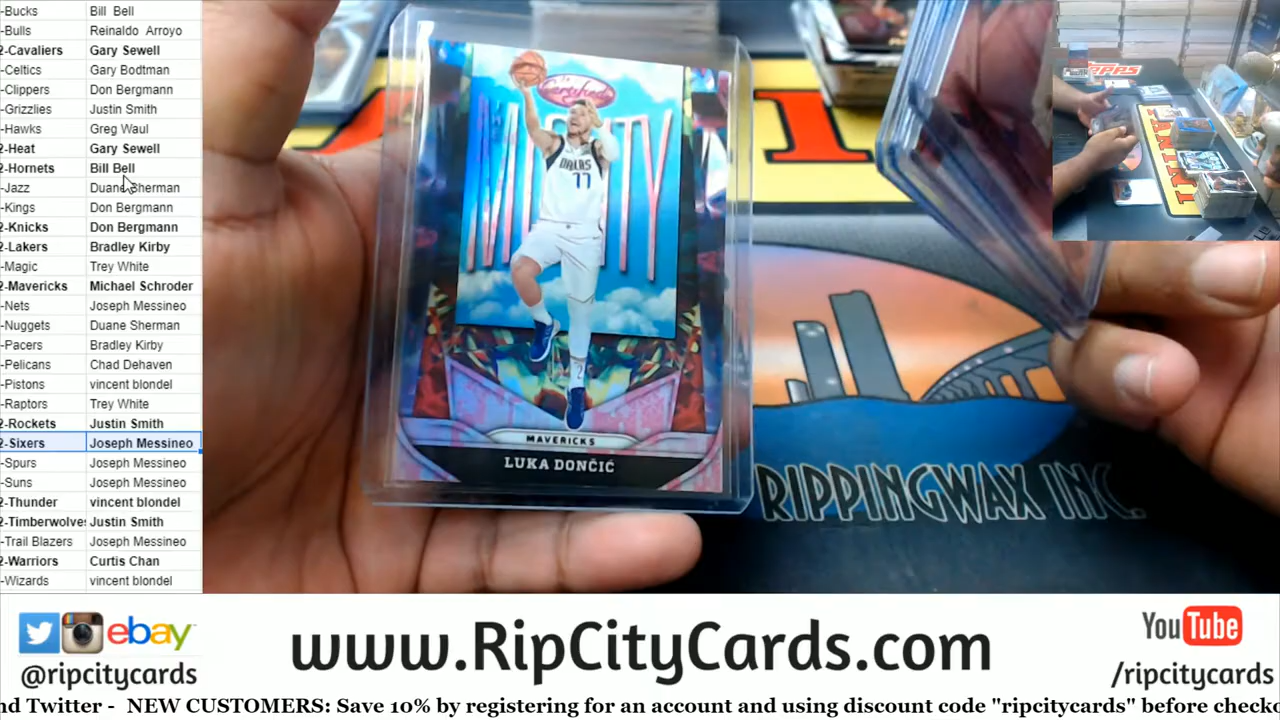 -Bucks Bill Bell
-Bulls Reinaldo Arroyo
2-Cavaliers Gary Sewell
-Celtics Gary Bodtman
-Clippers Don Bergmann
-Grizzlies Justin Smith
-Hawks Greg Waul
2-Heat Gary Sewell
2-Hornets Bill Bell
-Jazz Duane Sherman
-Kings Don Bergmann
2-Knicks Don Bergmann
2-Lakers Bradley Kirby
-Magic Trey White
2-Mavericks Michael Schroder
-Nets Joseph Messineo
-Nuggets Duane Sherman
-Pacers Bradley Kirby
-Pelicans Chad Dehaven
-Pistons vincent blondel
-Raptors Trey White
2-Rockets Justin Smith
2-Sixers Joseph Messineo
-Spurs Joseph Messineo
-Suns Joseph Messineo
2-Thunder vincent blondel
2-Timberwolves Justin Smith
-Trail Blazers Joseph Messineo
2-Warriors Curtis Chan
-Wizards vincent blondel
Certified
DALLAS
77
MAVERICKS
LUKA DONČIĆ
RIPPINGWAX INC.
TOPPS
PANINI
ebay
@ripcitycards
www.RipCityCards.com
YouTube
/ripcitycards
nd Twitter - NEW CUSTOMERS: Save 10% by registering for an account and using discount code "ripcitycards" before checko